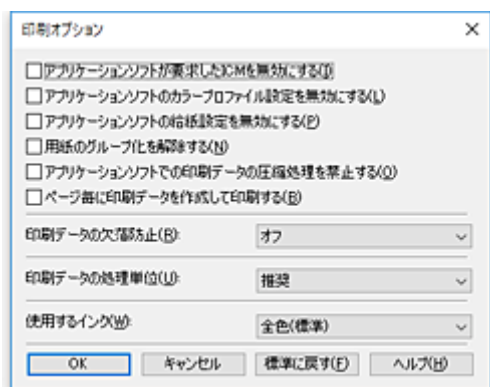 印刷オプション
アプリケーションソフトが要求したICMを無効にする(I)
アプリケーションソフトのカラープロファイル設定を無効にする(L)
アプリケーションソフトの給紙設定を無効にする(P)
用紙のグループ化を解除する(N)
アプリケーションソフトでの印刷データの圧縮処理を禁止する(O)
ページ毎に印刷データを作成して印刷する(B)
印刷データの欠落防止(R): オフ
印刷データの処理単位(U): 推奨
使用するインク(W): 全色(標準)
OK キャンセル 標準に戻す(F) ヘルプ(H)